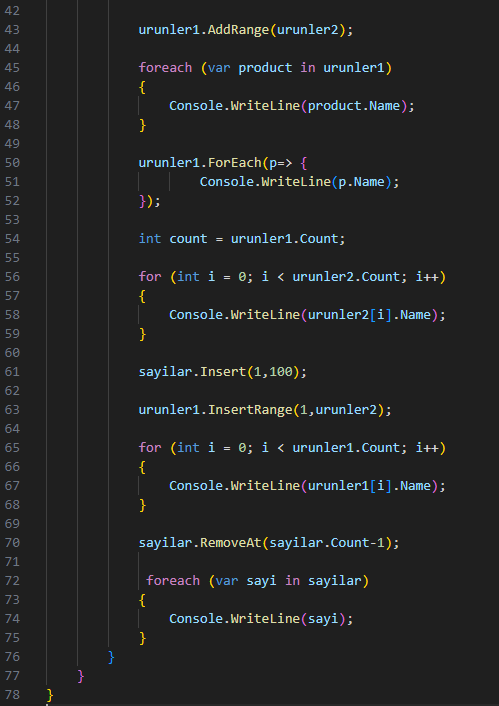 42
43 urunler1.AddRange(urunler2);
44
45 foreach (var product in urunler1)
46 {
47 Console.WriteLine(product.Name);
48 }
49
50 urunler1.ForEach(p=> {
51 Console.WriteLine(p.Name);
52 });
53
54 int count = urunler1.Count;
55
56 for (int i = 0; i < urunler2.Count; i++)
57 {
58 Console.WriteLine(urunler2[i].Name);
59 }
60
61 sayilar.Insert(1,100);
62
63 urunler1.InsertRange(1,urunler2);
64
65 for (int i = 0; i < urunler1.Count; i++)
66 {
67 Console.WriteLine(urunler1[i].Name);
68 }
69
70 sayilar.RemoveAt(sayilar.Count-1);
71
72 foreach (var sayi in sayilar)
73 {
74 Console.WriteLine(sayi);
75 }
76 }
77 }
78 }